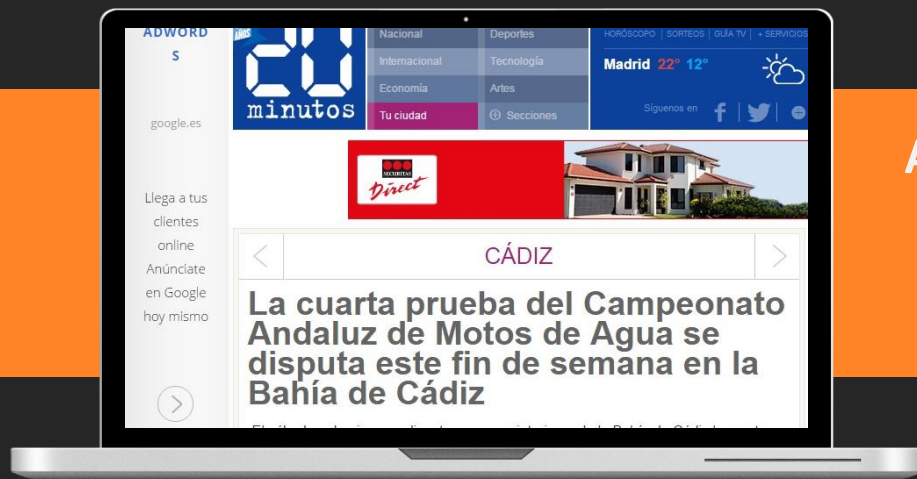 ADWORD
S
google.es
Llega a tus
clientes
online
Anúnciate
en Google
hoy mismo
AÑOS
20
minutos
Nacional
Deportes
Internacional
Tecnología
Economía
Artes
Tu ciudad
Secciones
HORÓSCOPO | SORTEOS | GUÍA TV | + SERVICIOS
Madrid 22° 12°
Síguenos en
SECURITAS
Direct
CÁDIZ
La cuarta prueba del Campeonato
Andaluz de Motos de Agua se
disputa este fin de semana en la
Bahía de Cádiz
A